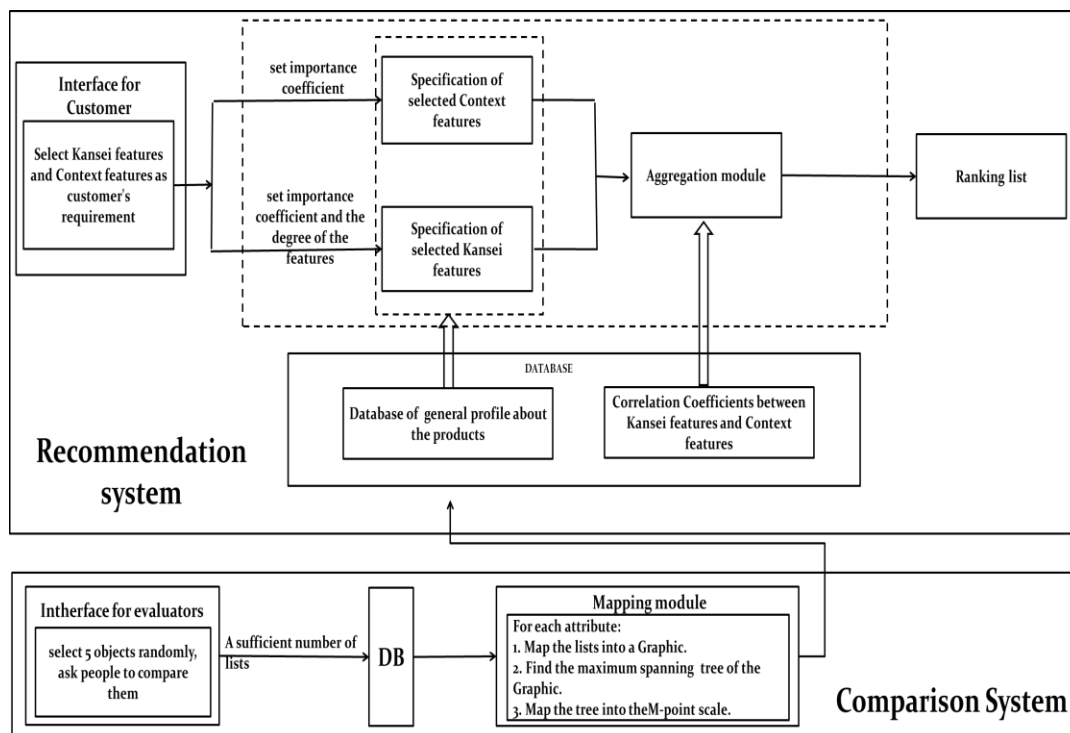 Interface for
Customer
Select Kansei features
and Context features as
customer's
requirement
set importance
coefficient
set importance
coefficient and the
degree of the
features
Specification of
selected Context
features
Specification of
selected Kansei
features
Aggregation module
Ranking list
DATABASE
Database of general profile about
the products
Correlation Coefficients between
Kansei features and Context
features
Recommendation
system
Intherface for evaluators
select 5 objects randomly,
ask people to compare
them
A sufficient number of
lists
DB
Mapping module
For each attribute:
1. Map the lists into a Graphic.
2. Find the maximum spanning tree of the
Graphic.
3. Map the tree into theM-point scale.
Comparison System